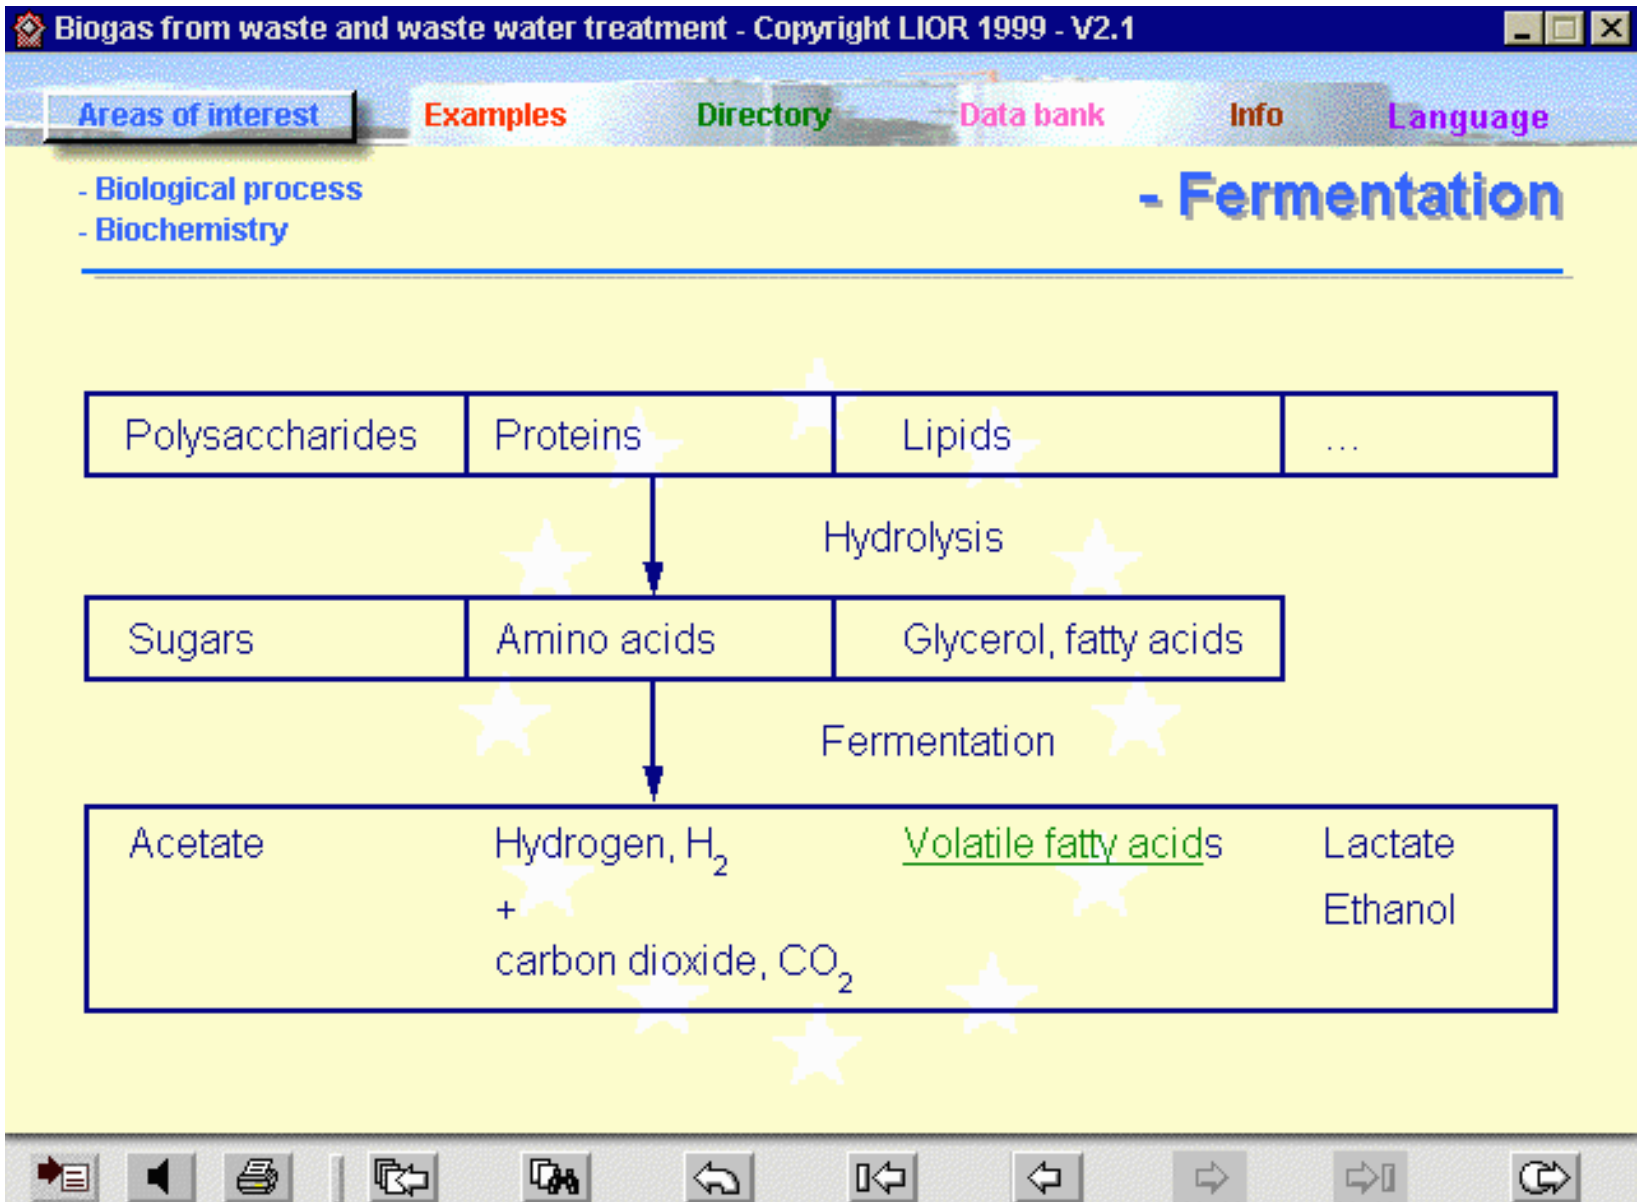 Biogas from waste and waste water treatment - Copyright LIOR 1999 - V2.1
Areas of interest Examples Directory Data bank Info Language
- Biological process
- Biochemistry
- Fermentation
Polysaccharides Proteins Lipids ...
Hydrolysis
Sugars Amino acids Glycerol, fatty acids
Fermentation
Acetate Hydrogen, H₂ Volatile fatty acids Lactate
+ Ethanol
carbon dioxide, CO₂